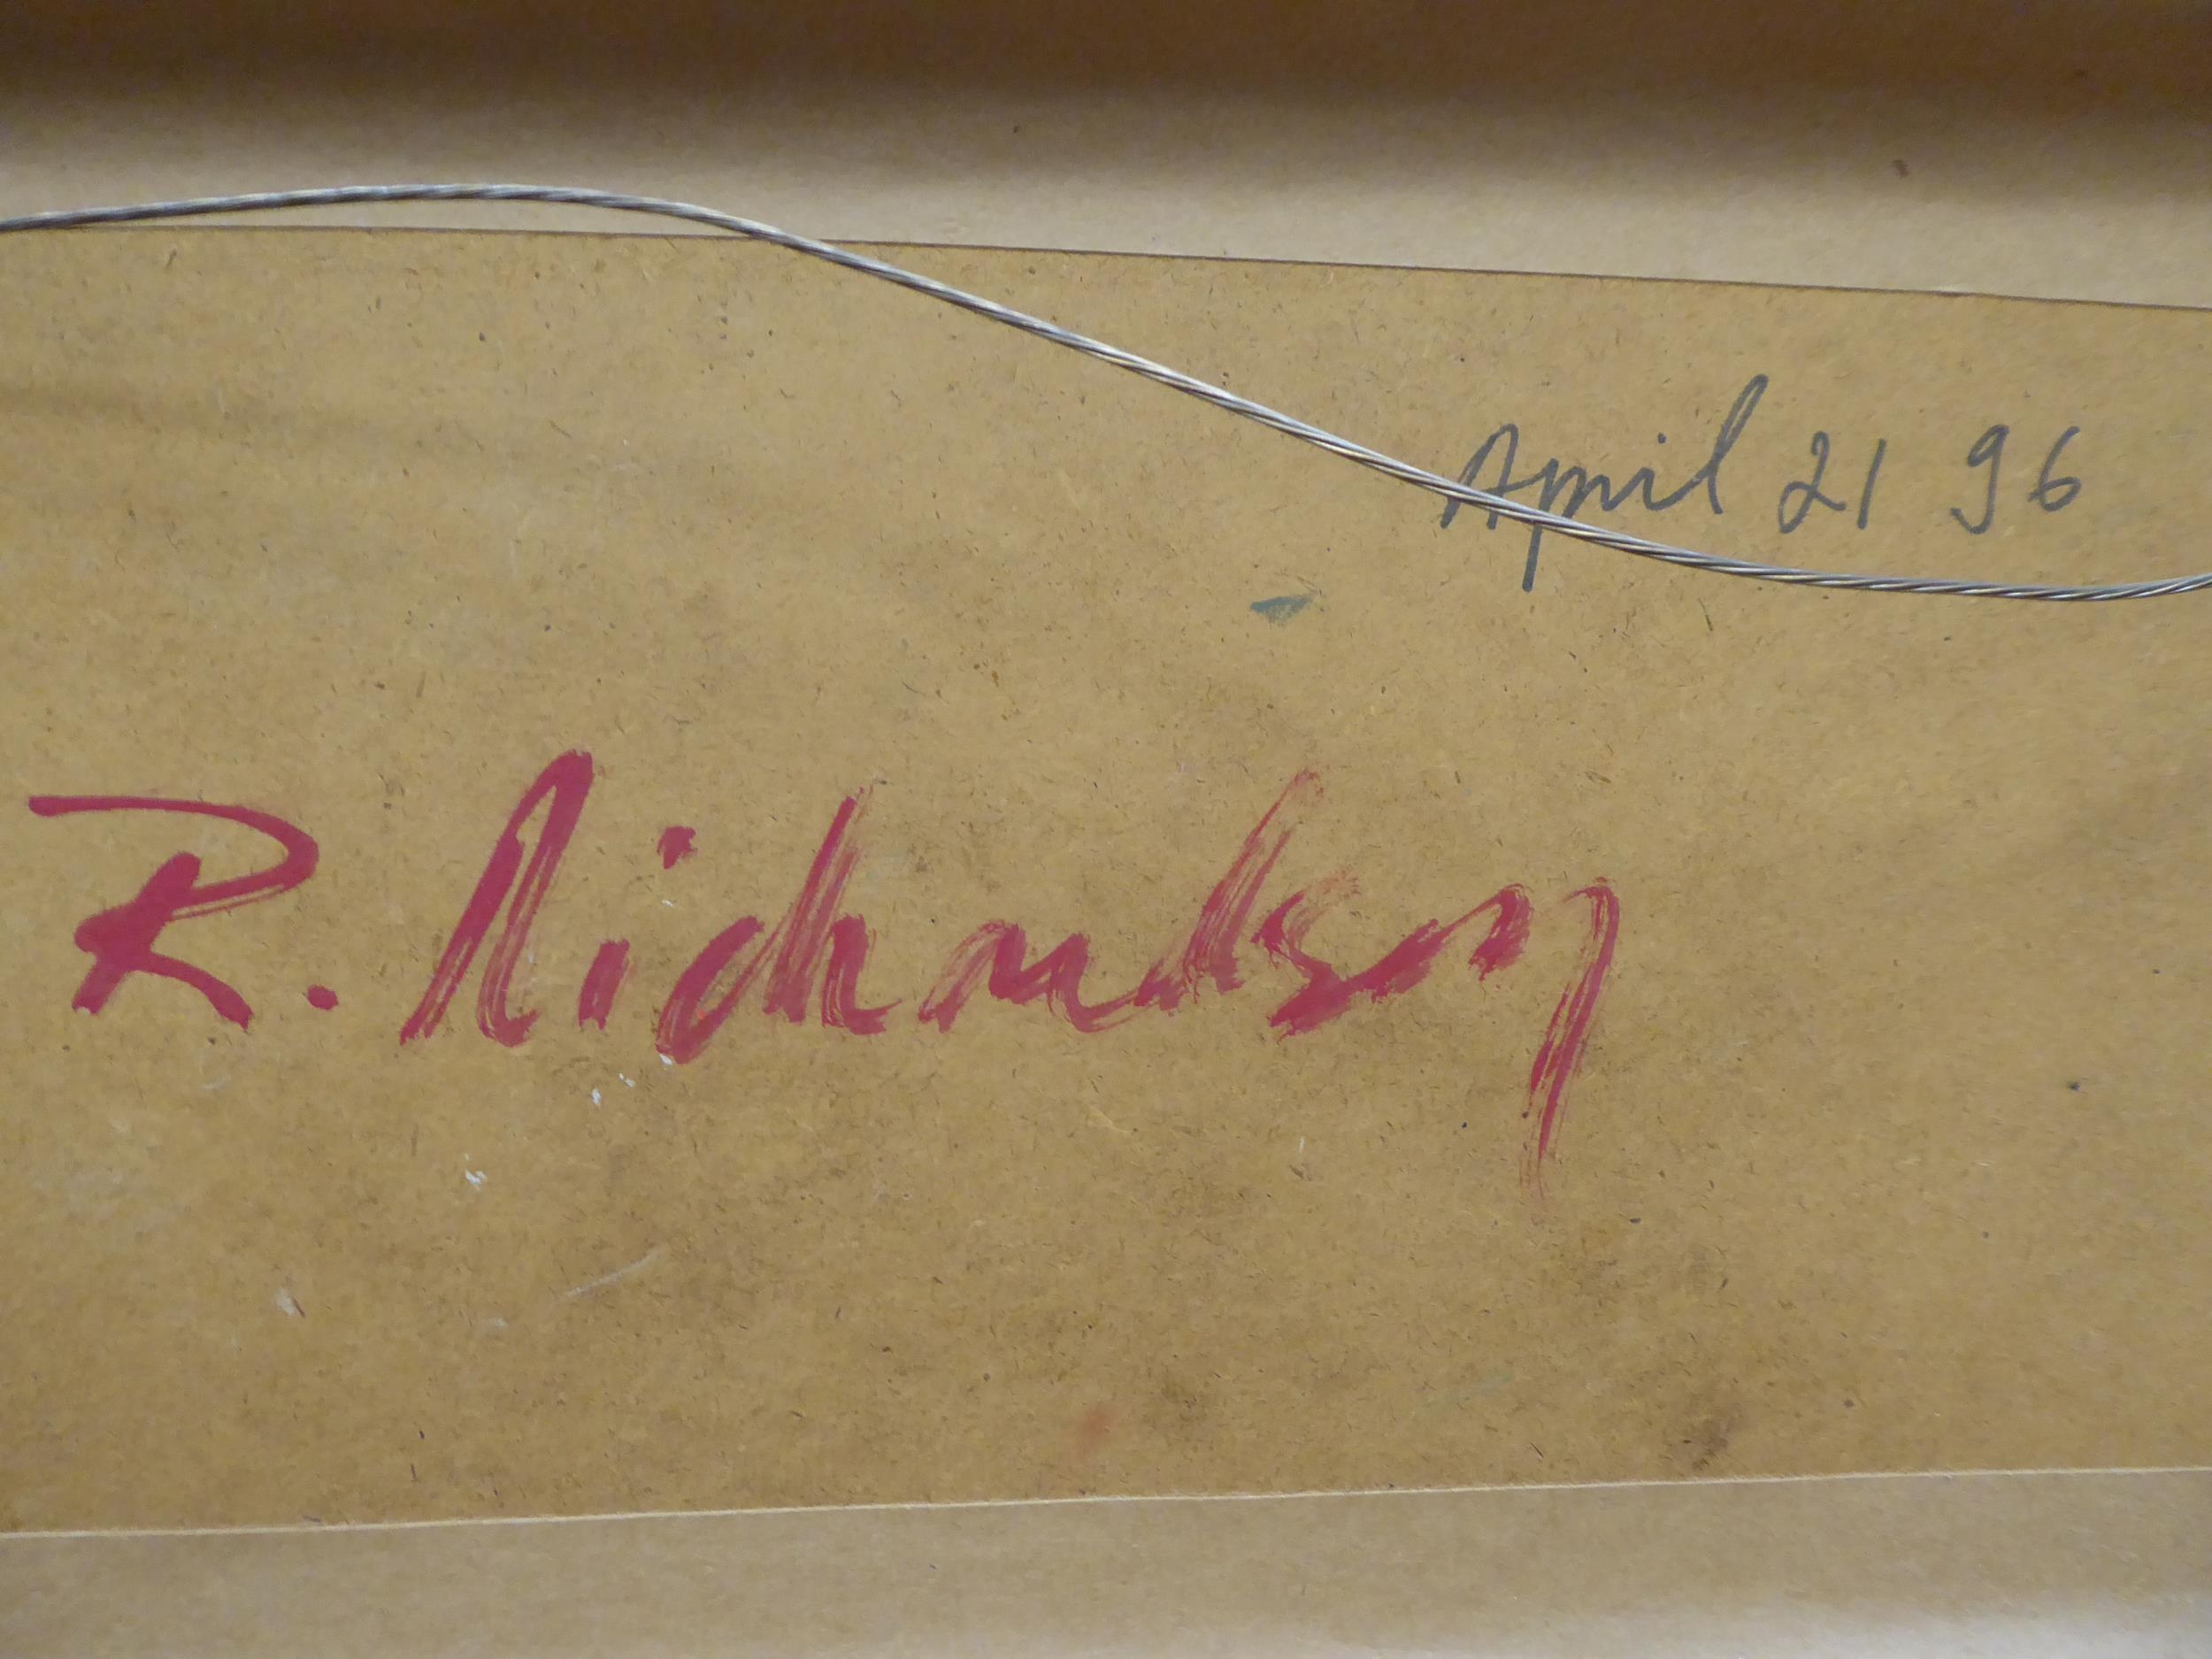 April 21 96
R. Richardson